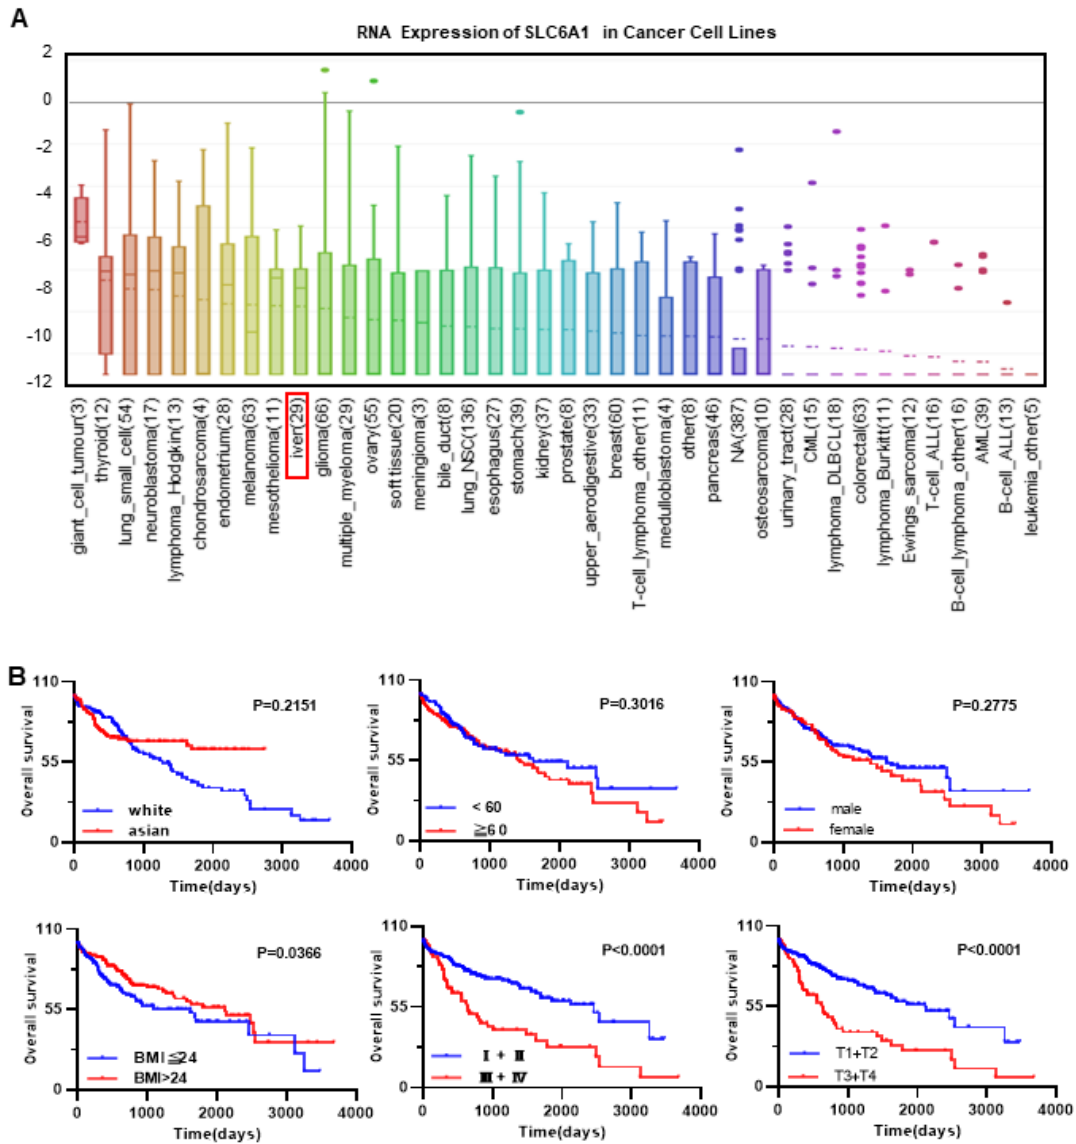 A
RNA Expression of SLC6A1 in Cancer Cell Lines
2
0
-2
-4
-6
-8
-10
-12
giant_cell_tumour(3)
thyroid(12)
lung_small_cell(54)
neuroblastoma(17)
lymphoma_Hodgkin(13)
chondrosarcoma(4)
endometrium(28)
melanoma(63)
mesothelioma(11)
iver(29)
glioma(66)
multiple_myeloma(29)
ovary(55)
soft tissue(20)
meningioma(3)
bile_duct(8)
lung_NSC(136)
esophagus(27)
stomach(39)
kidney(37)
prostate(8)
upper_aerodigestive(33)
breast(60)
T-cell_lymphoma_other(11)
medulloblastoma(4)
other(8)
pancreas(46)
NA(387)
osteosarcoma(10)
urinary_tract(28)
CML(15)
lymphoma_DLBCL(18)
colorectal(63)
lymphoma_Burkitt(11)
Ewings_sarcoma(12)
T-cell_ALL(16)
B-cell_lymphoma_other(16)
AML(39)
B-cell_ALL(13)
leukemia_other(5)
B
110
55
0
Overall survival
P=0.2151
white
asian
0 1000 2000 3000 4000
Time(days)
110
55
0
Overall survival
P=0.3016
<60
≧60
0 1000 2000 3000 4000
Time(days)
110
55
0
Overall survival
P=0.2775
male
female
0 1000 2000 3000 4000
Time(days)
110
55
0
Overall survival
P=0.0366
BMI≦24
BMI>24
0 1000 2000 3000 4000
Time(days)
110
55
0
Overall survival
P<0.0001
Ⅰ + Ⅱ
Ⅲ + Ⅳ
0 1000 2000 3000 4000
Time(days)
110
55
0
Overall survival
P<0.0001
T1+T2
T3+T4
0 1000 2000 3000 4000
Time(days)